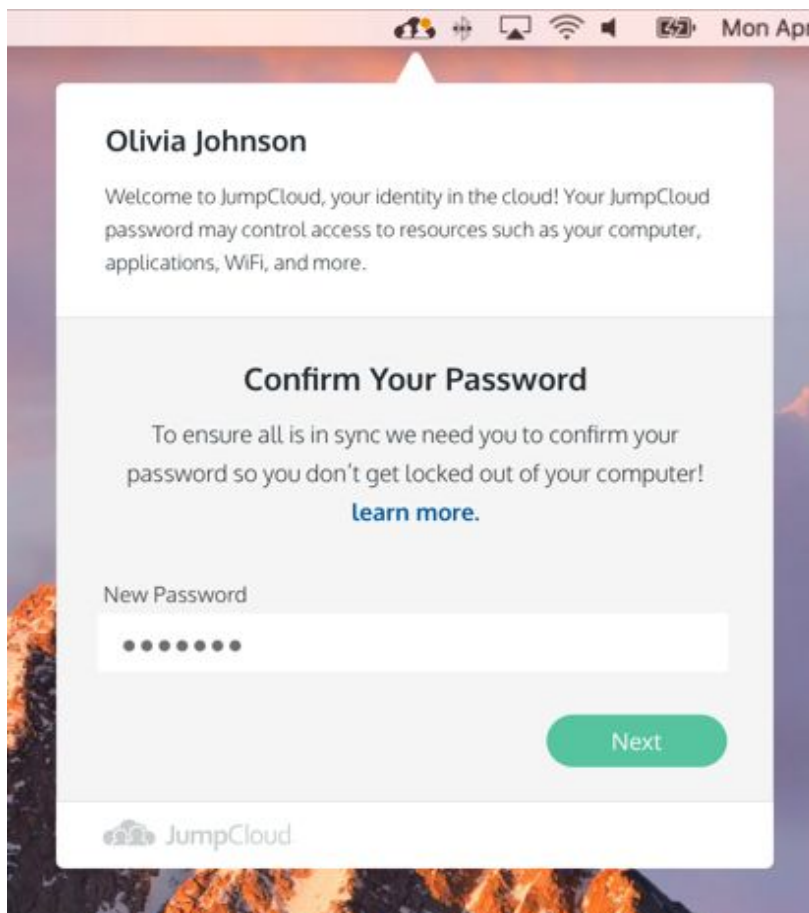 Mon Apr
Olivia Johnson
Welcome to JumpCloud, your identity in the cloud! Your JumpCloud
password may control access to resources such as your computer,
applications, WiFi, and more.
Confirm Your Password
To ensure all is in sync we need you to confirm your
password so you don't get locked out of your computer!
learn more.
New Password
Next
JumpCloud